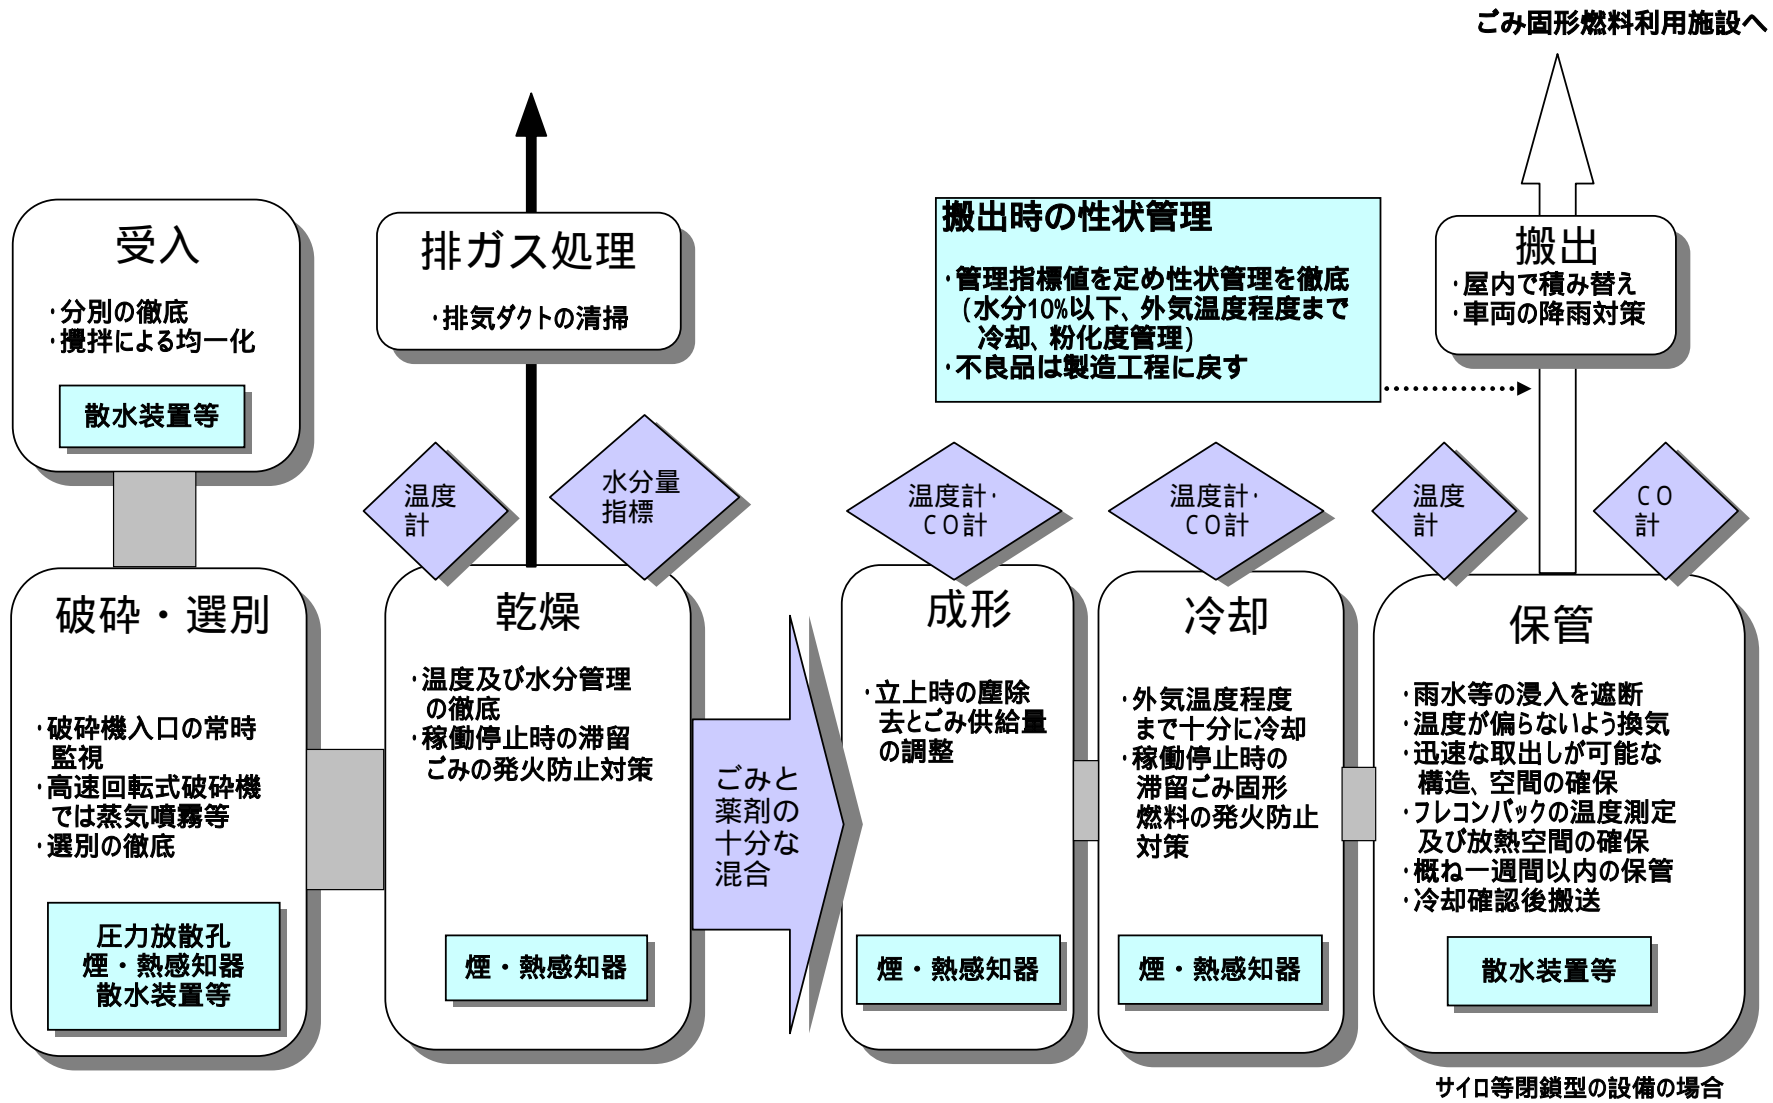 ごみ固形燃料利用施設へ
受入
・分別の徹底
・攪拌による均一化
散水装置等
排ガス処理
・排気ダクトの清掃
搬出時の性状管理
・管理指標値を定め性状管理を徹底
(水分10%以下、外気温度程度まで
冷却、粉化度管理)
・不良品は製造工程に戻す
搬出
・屋内で積み替え
・車両の降雨対策
温度
計
水分量
指標
温度計・
CO計
温度計・
CO計
温度
計
CO
計
破砕・選別
・破砕機入口の常時
監視
・高速回転式破砕機
では蒸気噴霧等
・選別の徹底
圧力放散孔
煙・熱感知器
散水装置等
乾燥
・温度及び水分管理
の徹底
・稼働停止時の滞留
ごみの発火防止対策
煙・熱感知器
ごみと
薬剤の
十分な
混合
成形
・立上時の塵除
去とごみ供給量
の調整
煙・熱感知器
冷却
・外気温度程度
まで十分に冷却
・稼働停止時の
滞留ごみ固形
燃料の発火防止
対策
煙・熱感知器
保管
・雨水等の浸入を遮断
・温度が偏らないよう換気
・迅速な取出しが可能な
構造、空間の確保
・フレコンバックの温度測定
及び放熱空間の確保
・概ね一週間以内の保管
・冷却確認後搬送
散水装置等
サイロ等閉鎖型の設備の場合